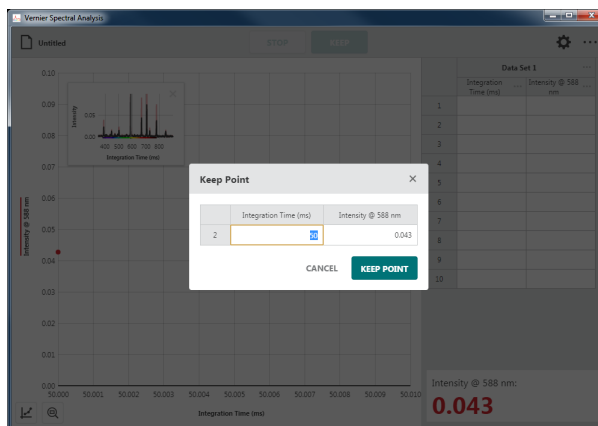 Vernier Spectral Analysis
Untitled
STOP
KEEP
Data Set 1
Integration Time (ms)
Intensity @ 588 nm
1
2
3
4
5
6
7
8
9
10
0.10
0.09
0.08
0.07
0.06
0.05
0.04
0.03
0.02
0.01
0.00
Intensity @ 588 nm
Intensity
0.05
0.00
400 500 600 700 800
Integration Time (ms)
Keep Point
Integration Time (ms) Intensity @ 588 nm
2 50 0.043
CANCEL KEEP POINT
50.000 50.001 50.002 50.003 50.004 50.005 50.006 50.007 50.008 50.009 50.010
Integration Time (ms)
Intensity @ 588 nm:
0.043